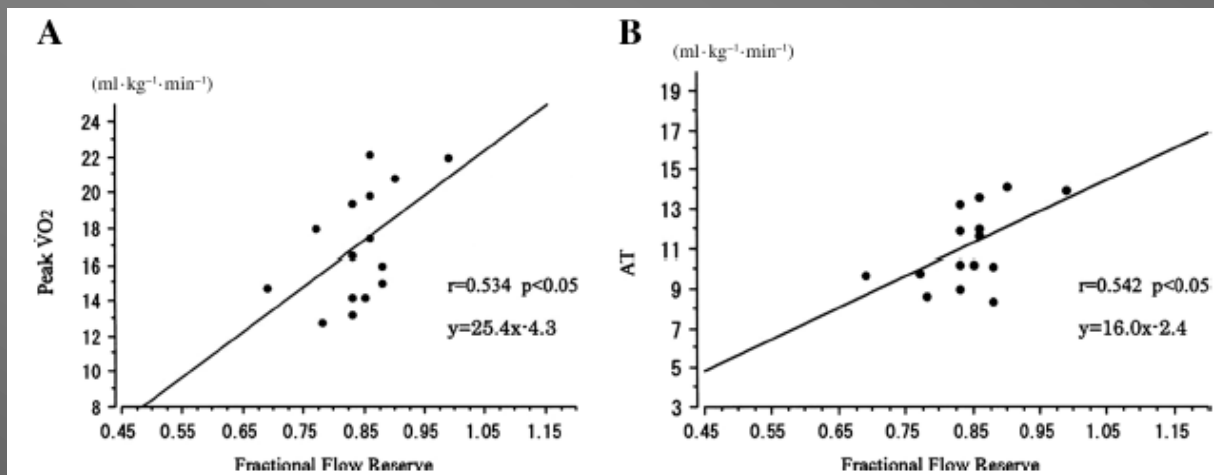 A
(ml·kg⁻¹·min⁻¹)
24
22
20
18
16
14
12
10
8
Peak V̇O2
r=0.534 p<0.05
y=25.4x-4.3
0.45 0.55 0.65 0.75 0.85 0.95 1.05 1.15
Fractional Flow Reserve
B
(ml·kg⁻¹·min⁻¹)
19
17
15
13
11
9
7
5
3
AT
r=0.542 p<0.05
y=16.0x-2.4
0.45 0.55 0.65 0.75 0.85 0.95 1.05 1.15
Fractional Flow Reserve